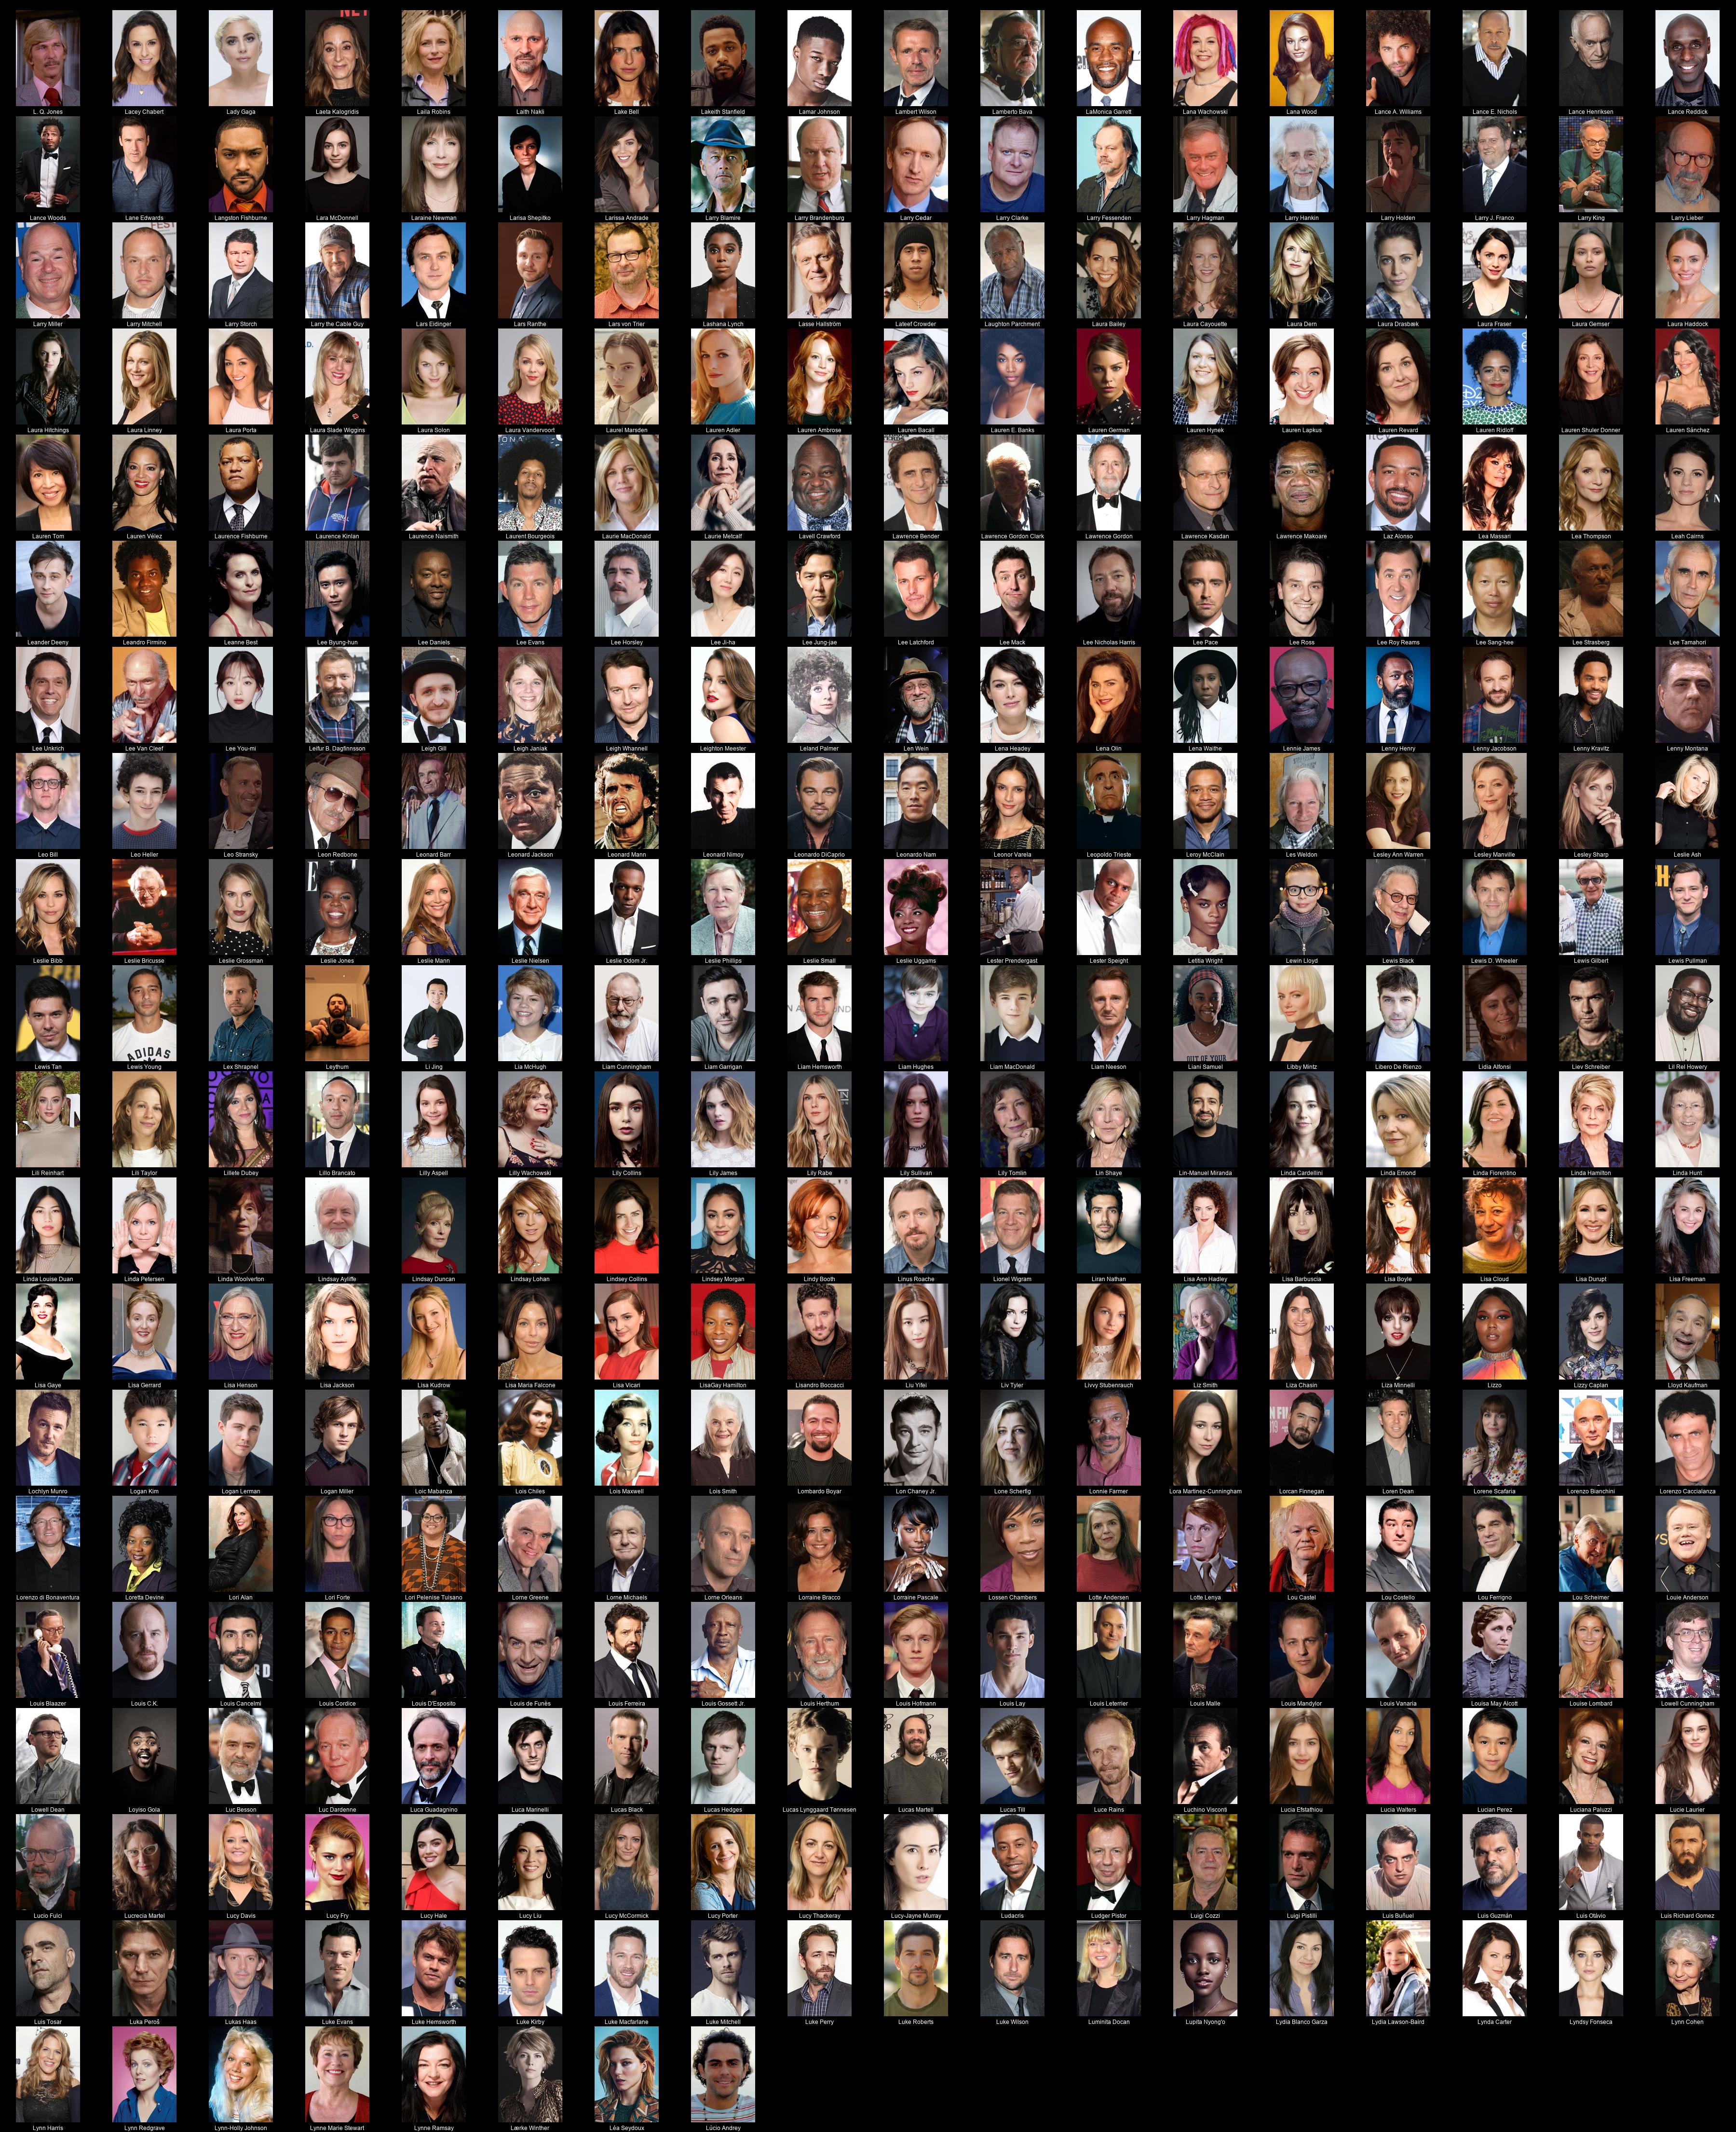 L. Q. Jones Lacey Chabert Lady Gaga Laeta Kalogridis Laila Robins Laith Nakli Lake Bell Lakeith Stanfield Lamar Johnson Lambert Wilson Lamberto Bava LaMonica Garrett Lana Wachowski Lana Wood Lance A. Williams Lance E. Nichols Lance Henriksen Lance Reddick
Lance Woods Lane Edwards Langston Fishburne Lara McDonnell Laraine Newman Larisa Shepitko Larissa Andrade Larry Blamire Larry Brandenburg Larry Cedar Larry Clarke Larry Fessenden Larry Hagman Larry Hankin Larry Holden Larry J. Franco Larry King Larry Lieber
Larry Miller Larry Mitchell Larry Storch Larry the Cable Guy Lars Eidinger Lars Ranthe Lars von Trier Lashana Lynch Lasse Hallström Lateef Crowder Laughton Parchment Laura Bailey Laura Cayouette Laura Dern Laura Drasbæk Laura Fraser Laura Gemser Laura Haddock
Laura Hitchings Laura Linney Laura Porta Laura Slade Wiggins Laura Solon Laura Vandervoort Laurel Marsden Lauren Adler Lauren Ambrose Lauren Bacall Lauren E. Banks Lauren German Lauren Hynek Lauren Lapkus Lauren Revard Lauren Ridloff Lauren Shuler Donner Lauren Sánchez
Lauren Tom Lauren Vélez Laurence Fishburne Laurence Kinlan Laurence Naismith Laurent Bourgeois Laurie MacDonald Laurie Metcalf Lavell Crawford Lawrence Bender Lawrence Gordon Clark Lawrence Gordon Lawrence Kasdan Lawrence Makoare Laz Alonso Lea Massari Lea Thompson Leah Cairns
Leander Deeny Leandro Firmino Leanne Best Lee Byung-hun Lee Daniels Lee Evans Lee Horsley Lee Ji-ha Lee Jung-jae Lee Latchford Lee Mack Lee Nicholas Harris Lee Pace Lee Ross Lee Roy Reams Lee Sang-hee Lee Strasberg Lee Tamahori
Lee Unkrich Lee Van Cleef Lee You-mi Leifur B. Dagfinnsson Leigh Gill Leigh Janiak Leigh Whannell Leighton Meester Leland Palmer Len Wein Lena Headey Lena Olin Lena Waithe Lennie James Lenny Henry Lenny Jacobson Lenny Kravitz Lenny Montana
Leo Bill Leo Heller Leo Stransky Leon Redbone Leonard Barr Leonard Jackson Leonard Mann Leonard Nimoy Leonardo DiCaprio Leonardo Nam Leonor Varela Leopoldo Trieste Leroy McClain Les Weldon Lesley Ann Warren Lesley Manville Lesley Sharp Leslie Ash
Leslie Bibb Leslie Bricusse Leslie Grossman Leslie Jones Leslie Mann Leslie Nielsen Leslie Odom Jr. Leslie Phillips Leslie Small Leslie Uggams Lester Prendergast Lester Speight Letitia Wright Lewin Lloyd Lewis Black Lewis D. Wheeler Lewis Gilbert Lewis Pullman
ADIDAS
Lewis Tan Lewis Young Lex Shrapnel Leythum Li Jing Lia McHugh Liam Cunningham Liam Garrigan Liam Hemsworth Liam Hughes Liam MacDonald Liam Neeson Liani Samuel Libby Mintz Libero De Rienzo Lidia Alfonsi Liev Schreiber Lil Rel Howery
Lili Reinhart Lili Taylor Lillete Dubey Lillo Brancato Lilly Aspell Lilly Wachowski Lily Collins Lily James Lily Rabe Lily Sullivan Lily Tomlin Lin Shaye Lin-Manuel Miranda Linda Cardellini Linda Emond Linda Fiorentino Linda Hamilton Linda Hunt
Linda Louise Duan Linda Petersen Linda Woolverton Lindsay Ayliffe Lindsay Duncan Lindsay Lohan Lindsey Collins Lindsey Morgan Lindy Booth Linus Roache Lionel Wigram Liran Nathan Lisa Ann Hadley Lisa Barbuscia Lisa Boyle Lisa Cloud Lisa Durupt Lisa Freeman
Lisa Gaye Lisa Gerrard Lisa Henson Lisa Jackson Lisa Kudrow Lisa Maria Falcone Lisa Vicari LisaGay Hamilton Lisandro Boccacci Liu Yifei Liv Tyler Livvy Stubenrauch Liz Smith Liza Chasin Liza Minnelli Lizzo Lizzy Caplan Lloyd Kaufman
Lochlyn Munro Logan Kim Logan Lerman Logan Miller Loïc Mabanza Lois Chiles Lois Maxwell Lois Smith Lombardo Boyar Lon Chaney Jr. Lone Scherfig Lonnie Farmer Lora Martinez-Cunningham Lorcan Finnegan Loren Dean Lorene Scafaria Lorenzo Bianchini Lorenzo Caccialanza
Lorenzo di Bonaventura Loretta Devine Lori Alan Lori Forte Lori Pelenise Tuisano Lorne Greene Lorne Michaels Lorne Orleans Lorraine Bracco Lorraine Pascale Lossen Chambers Lotte Andersen Lotte Lenya Lou Castel Lou Costello Lou Ferrigno Lou Scheimer Louie Anderson
Louis Blaazer Louis C.K. Louis Cancelmi Louis Cordice Louis D'Esposito Louis de Funès Louis Ferreira Louis Gossett Jr. Louis Herthum Louis Hofmann Louis Lay Louis Leterrier Louis Malle Louis Mandylor Louis Vanaria Louisa May Alcott Louise Lombard Lowell Cunningham
Lowell Dean Loyiso Gola Luc Besson Luc Dardenne Luca Guadagnino Luca Marinelli Lucas Black Lucas Hedges Lucas Lynggaard Tønnesen Lucas Martell Lucas Till Luce Rains Luchino Visconti Lucia Efstathiou Lucia Walters Lucian Perez Luciana Paluzzi Lucie Laurier
Lucio Fulci Lucrecia Martel Lucy Davis Lucy Fry Lucy Hale Lucy Liu Lucy McCormick Lucy Porter Lucy Thackeray Lucy-Jayne Murray Ludacris Ludger Pistor Luigi Cozzi Luigi Pistilli Luis Buñuel Luis Guzmán Luis Otávio Luis Richard Gomez
Luis Tosar Luka Peroš Lukas Haas Luke Evans Luke Hemsworth Luke Kirby Luke Macfarlane Luke Mitchell Luke Perry Luke Roberts Luke Wilson Luminita Docan Lupita Nyong'o Lydia Blanco Garza Lydia Lawson-Baird Lynda Carter Lyndsy Fonseca Lynn Cohen
Lynn Harris Lynn Redgrave Lynn-Holly Johnson Lynne Marie Stewart Lynne Ramsay Lærke Winther Léa Seydoux Lúcio Andrey